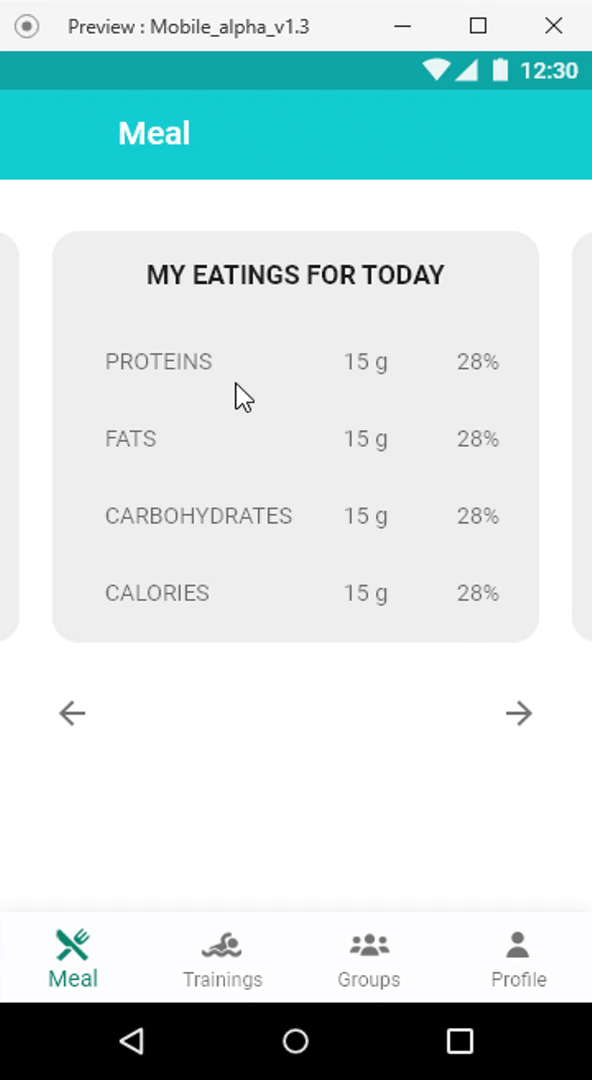 Preview : Mobile_alpha_v1.3
12:30
Meal
MY EATINGS FOR TODAY
PROTEINS 15 g 28%
FATS 15 g 28%
CARBOHYDRATES 15 g 28%
CALORIES 15 g 28%
Meal Trainings Groups Profile